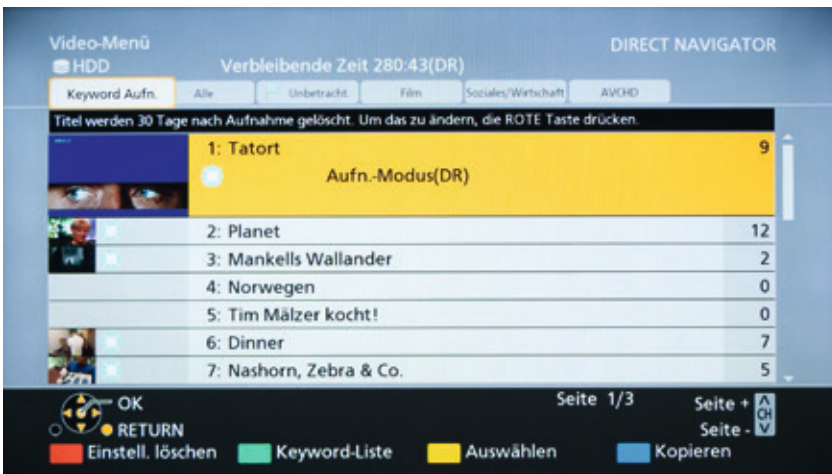 Video-Menü
HDD
DIRECT NAVIGATOR
Verbleibende Zeit 280:43(DR)
Keyword Aufn. Alle Unbetracht. Film Soziales/Wirtschaft AVCHD
Titel werden 30 Tage nach Aufnahme gelöscht. Um das zu ändern, die ROTE Taste drücken.
1: Tatort 9
Aufn.-Modus(DR)
2: Planet 12
3: Mankells Wallander 2
4: Norwegen 0
5: Tim Mälzer kocht! 0
6: Dinner 7
7: Nashorn, Zebra & Co. 5
OK
RETURN
Seite 1/3
Seite +
CH
Seite -
Einstell. löschen Keyword-Liste Auswählen Kopieren